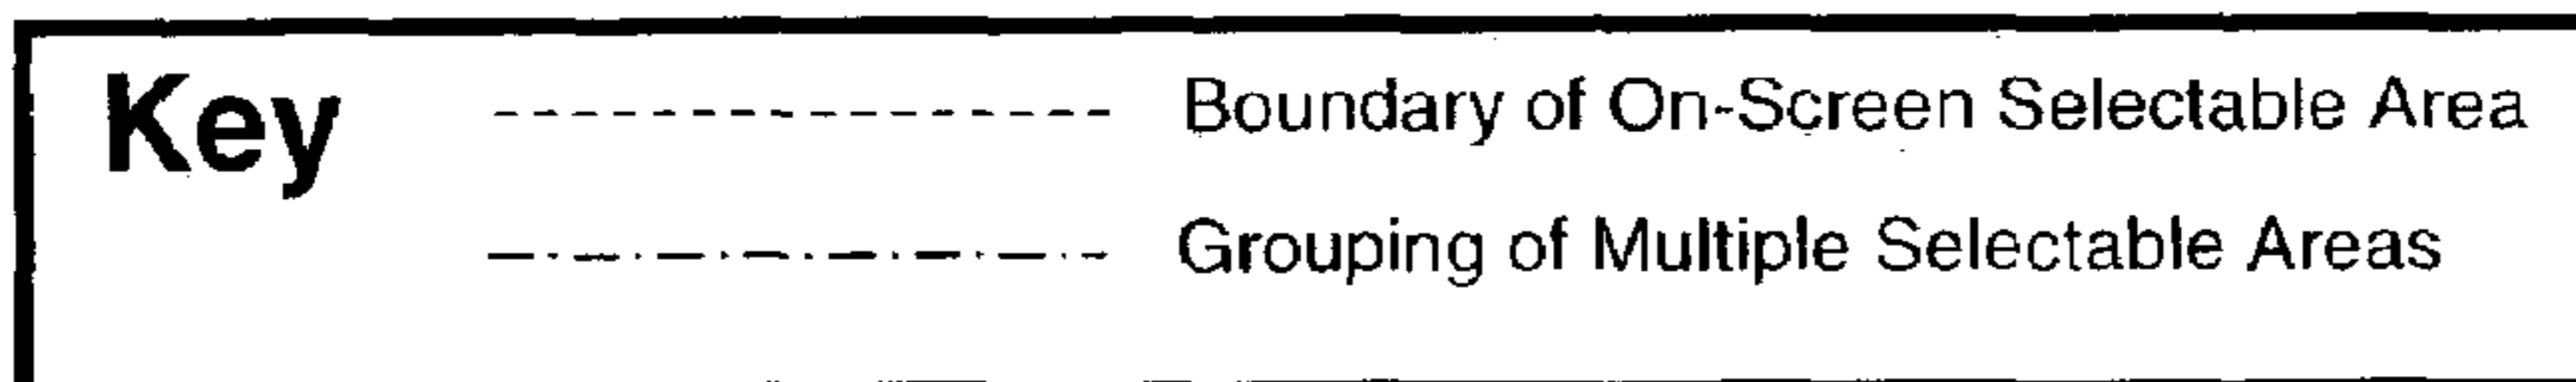 Key
Boundary of On-Screen Selectable Area
Grouping of Multiple Selectable Areas